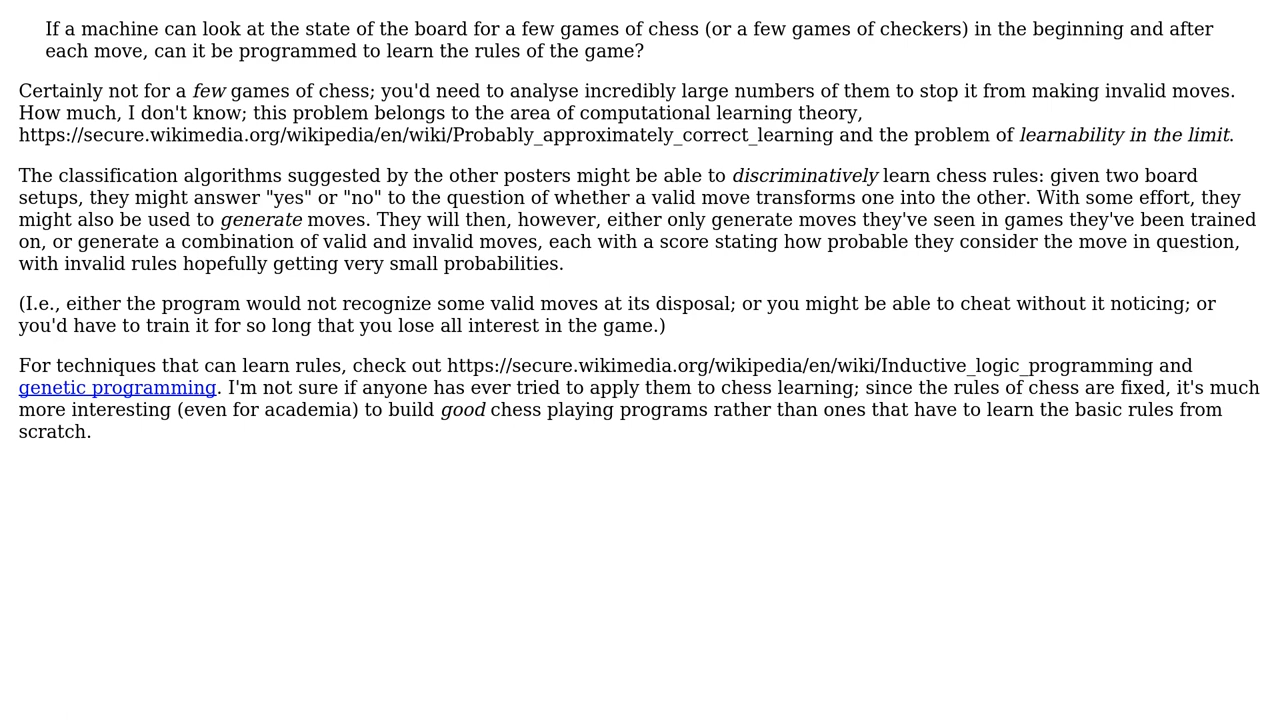 If a machine can look at the state of the board for a few games of chess (or a few games of checkers) in the beginning and after
each move, can it be programmed to learn the rules of the game?
Certainly not for a few games of chess; you'd need to analyse incredibly large numbers of them to stop it from making invalid moves.
How much, I don't know; this problem belongs to the area of computational learning theory,
https://secure.wikimedia.org/wikipedia/en/wiki/Probably_approximately_correct_learning and the problem of learnability in the limit.
The classification algorithms suggested by the other posters might be able to discriminatively learn chess rules: given two board
setups, they might answer "yes" or "no" to the question of whether a valid move transforms one into the other. With some effort, they
might also be used to generate moves. They will then, however, either only generate moves they've seen in games they've been trained
on, or generate a combination of valid and invalid moves, each with a score stating how probable they consider the move in question,
with invalid rules hopefully getting very small probabilities.
(I.e., either the program would not recognize some valid moves at its disposal; or you might be able to cheat without it noticing; or
you'd have to train it for so long that you lose all interest in the game.)
For techniques that can learn rules, check out https://secure.wikimedia.org/wikipedia/en/wiki/Inductive_logic_programming and
genetic programming. I'm not sure if anyone has ever tried to apply them to chess learning; since the rules of chess are fixed, it's much
more interesting (even for academia) to build good chess playing programs rather than ones that have to learn the basic rules from
scratch.